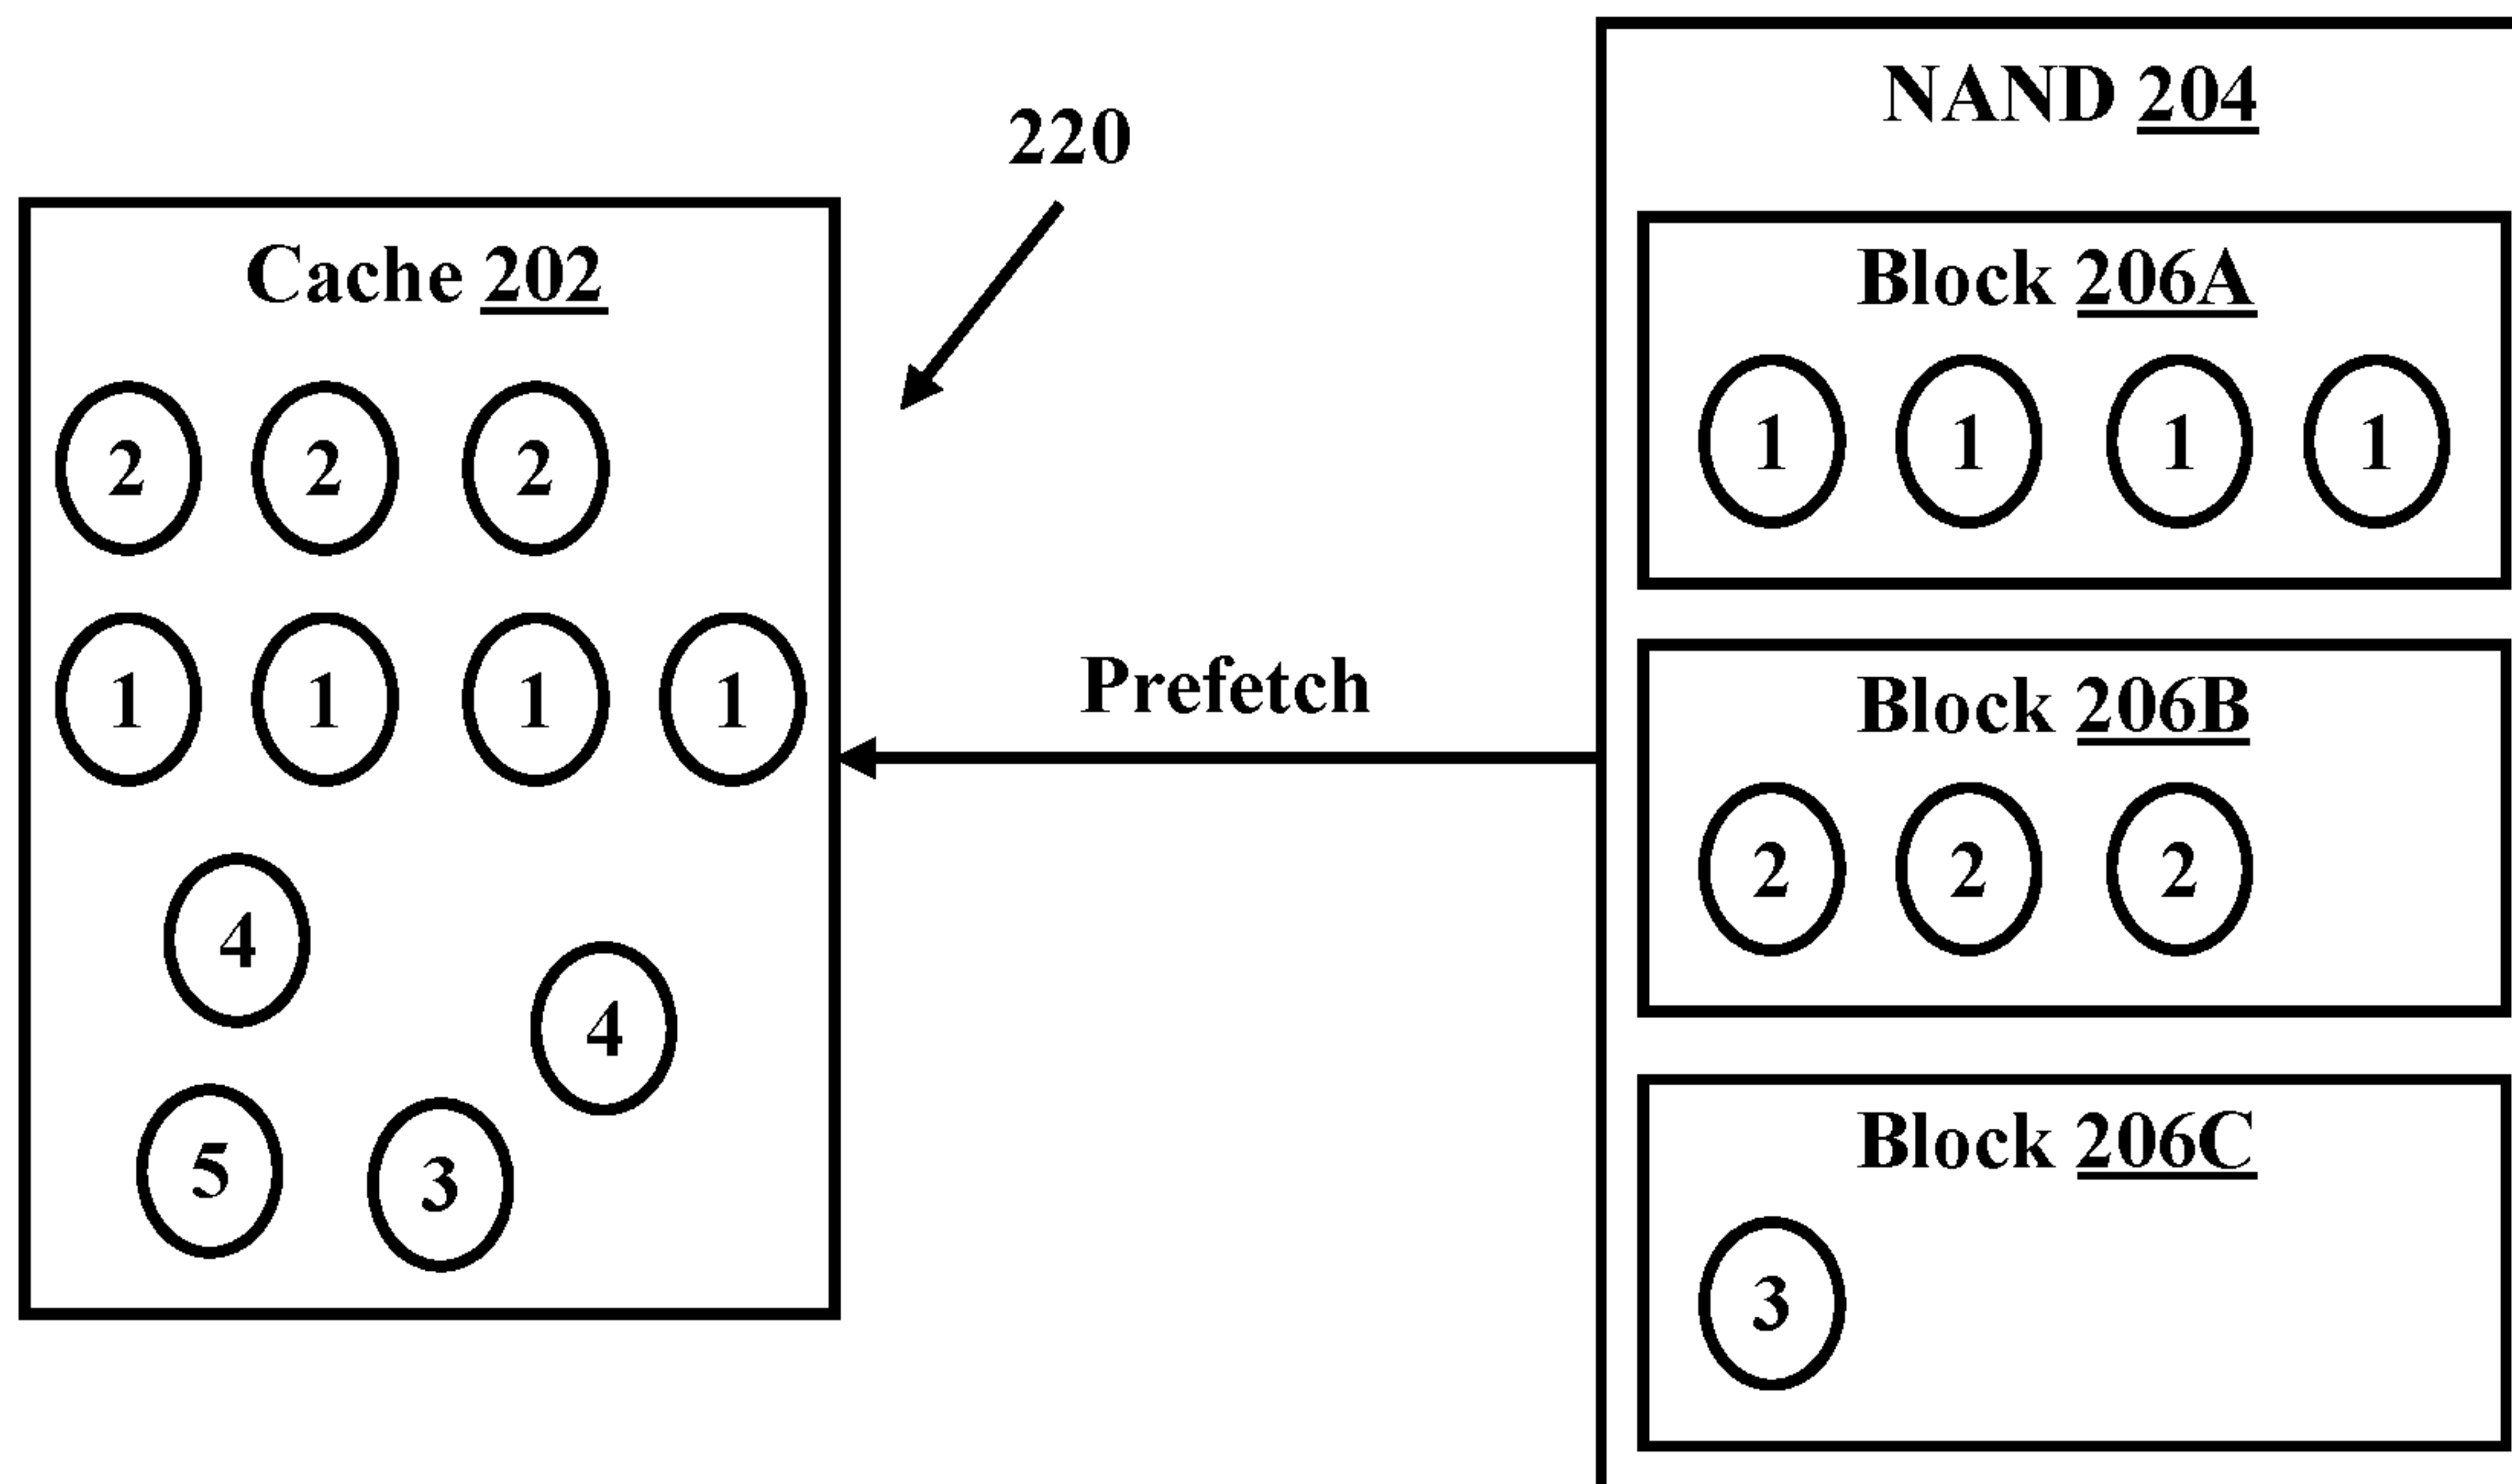 220
Cache 202
2 2 2
1 1 1 1
4
4
5 3
Prefetch
NAND 204
Block 206A
1 1 1 1
Block 206B
2 2 2
Block 206C
3